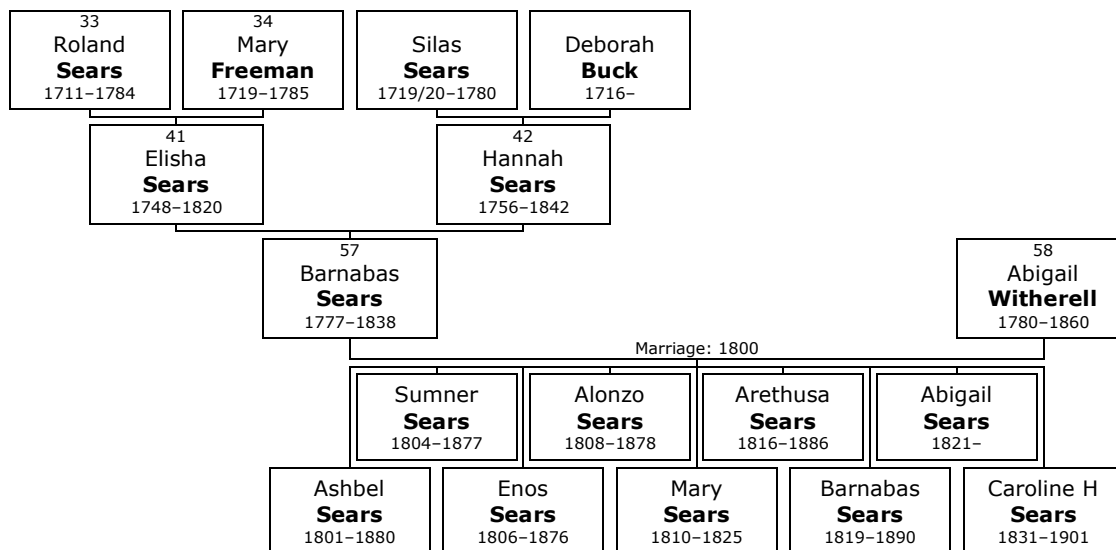 33
Roland
Sears
1711–1784
34
Mary
Freeman
1719–1785
Silas
Sears
1719/20–1780
Deborah
Buck
1716–
41
Elisha
Sears
1748–1820
42
Hannah
Sears
1756–1842
57
Barnabas
Sears
1777–1838
58
Abigail
Witherell
1780–1860
Marriage: 1800
Sumner
Sears
1804–1877
Alonzo
Sears
1808–1878
Arethusa
Sears
1816–1886
Abigail
Sears
1821–
Ashbel
Sears
1801–1880
Enos
Sears
1806–1876
Mary
Sears
1810–1825
Barnabas
Sears
1819–1890
Caroline H
Sears
1831–1901